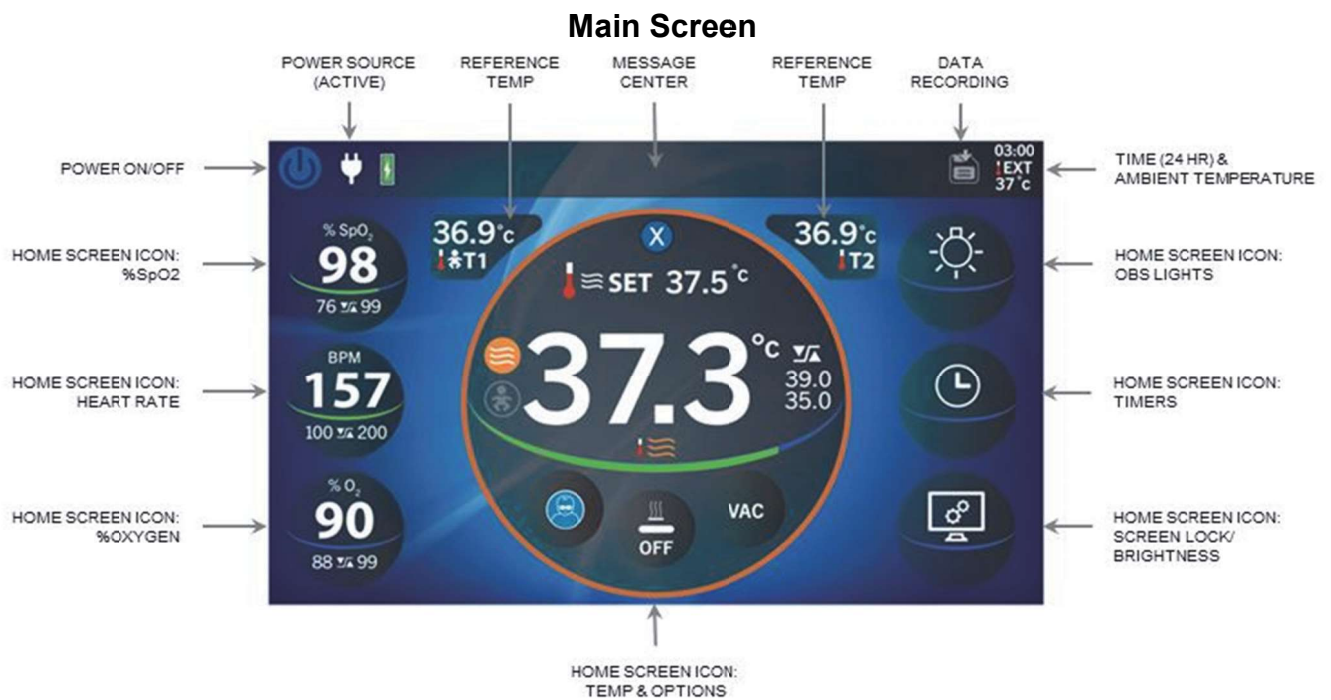 Main Screen
POWER SOURCE
(ACTIVE)
REFERENCE
TEMP
MESSAGE
CENTER
REFERENCE
TEMP
DATA
RECORDING
POWER ON/OFF
03:00
EXT
37°c
TIME (24 HR) &
AMBIENT TEMPERATURE
HOME SCREEN ICON:
%SpO2
% SpO₂
98
76 99
36.9°c
T1
X
SET 37.5°c
36.9°c
T2
HOME SCREEN ICON:
OBS LIGHTS
HOME SCREEN ICON:
HEART RATE
BPM
157
100 200
37.3°c
39.0
35.0
HOME SCREEN ICON:
TIMERS
HOME SCREEN ICON:
%OXYGEN
% O₂
90
88 99
OFF
VAC
HOME SCREEN ICON:
SCREEN LOCK/
BRIGHTNESS
HOME SCREEN ICON:
TEMP & OPTIONS